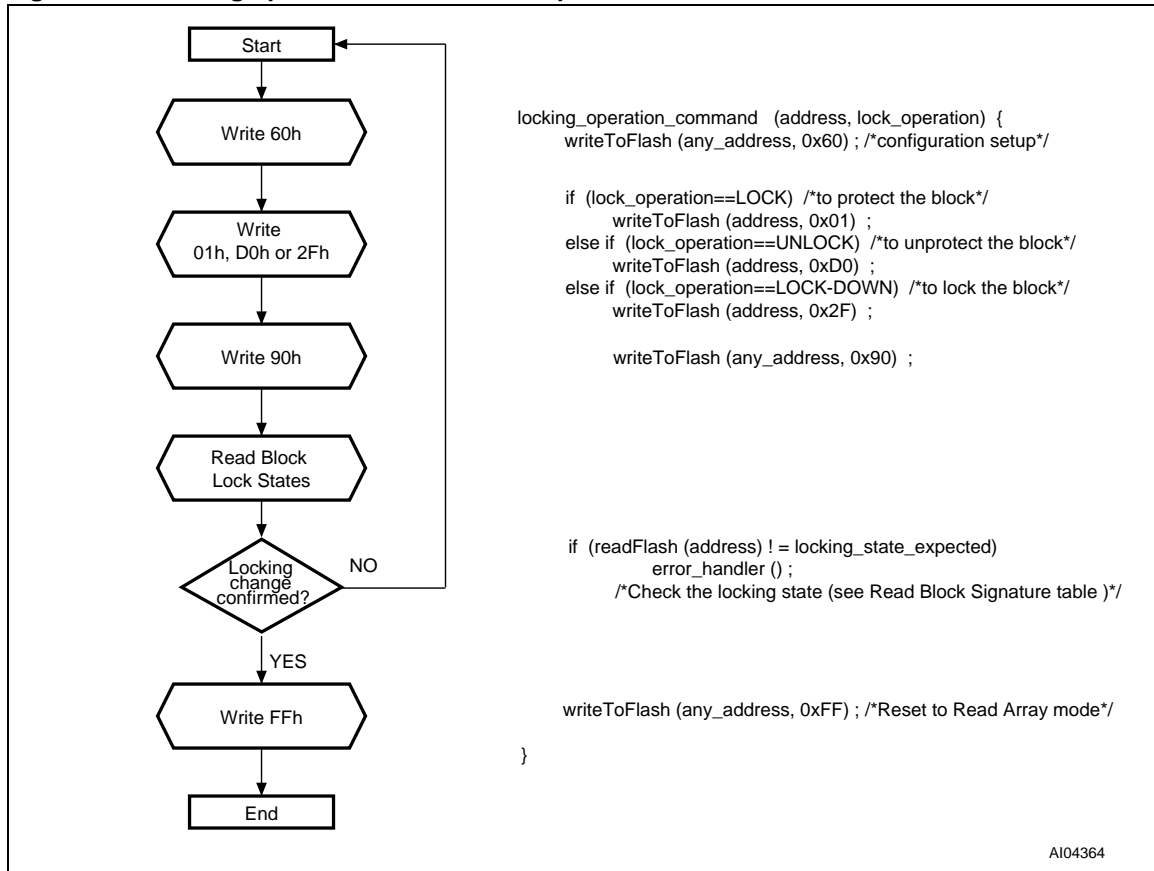 Start
Write 60h
Write
01h, D0h or 2Fh
Write 90h
Read Block
Lock States
Locking
change
confirmed?
NO
YES
Write FFh
End
locking_operation_command (address, lock_operation) {
writeToFlash (any_address, 0x60) ; /*configuration setup*/
if (lock_operation==LOCK) /*to protect the block*/
writeToFlash (address, 0x01) ;
else if (lock_operation==UNLOCK) /*to unprotect the block*/
writeToFlash (address, 0xD0) ;
else if (lock_operation==LOCK-DOWN) /*to lock the block*/
writeToFlash (address, 0x2F) ;
writeToFlash (any_address, 0x90) ;
if (readFlash (address) ! = locking_state_expected)
error_handler () ;
/*Check the locking state (see Read Block Signature table )*/
writeToFlash (any_address, 0xFF) ; /*Reset to Read Array mode*/
}
AI04364